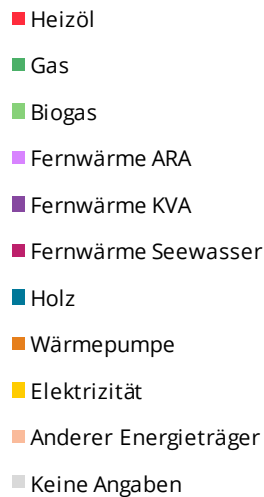 Heizöl
Gas
Biogas
Fernwärme ARA
Fernwärme KVA
Fernwärme Seewasser
Holz
Wärmepumpe
Elektrizität
Anderer Energieträger
Keine Angaben